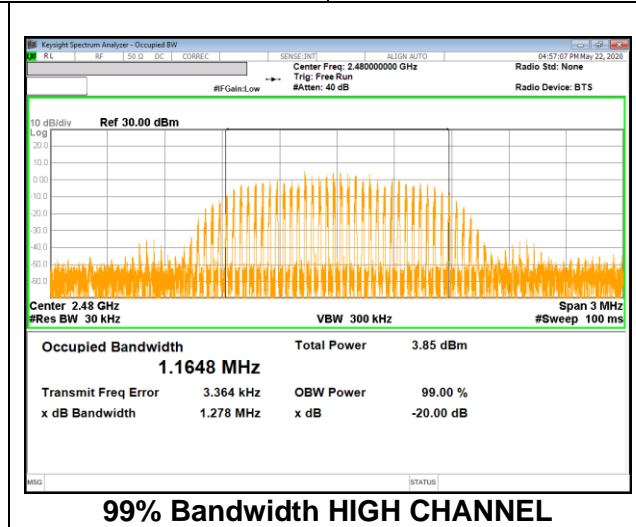 Keysight Spectrum Analyzer - Occupied BW
RL RF 50 Ω DC CORREC SENSE:INT ALIGN AUTO 04:57:07 PM May 22, 2020
Center Freq: 2.480000000 GHz Radio Std: None
Trig: Free Run
#IFGain:Low #Atten: 40 dB Radio Device: BTS
10 dB/div Ref 30.00 dBm
Log
20.0
10.0
0.00
-10.0
-20.0
-30.0
-40.0
-50.0
-60.0
Center 2.48 GHz Span 3 MHz
#Res BW 30 kHz VBW 300 kHz #Sweep 100 ms
Occupied Bandwidth Total Power 3.85 dBm
1.1648 MHz
Transmit Freq Error 3.364 kHz OBW Power 99.00 %
x dB Bandwidth 1.278 MHz x dB -20.00 dB
MSG STATUS
99% Bandwidth HIGH CHANNEL